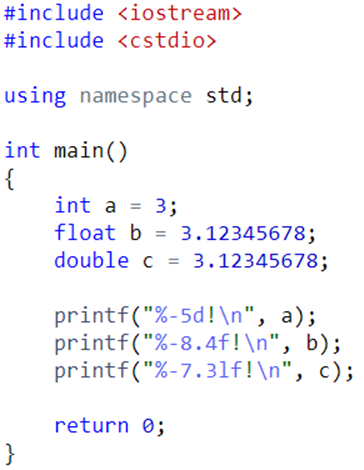 #include <iostream>
#include <cstdio>
using namespace std;
int main()
{
int a = 3;
float b = 3.12345678;
double c = 3.12345678;
printf("%-5d!\n", a);
printf("%-8.4f!\n", b);
printf("%-7.3lf!\n", c);
return 0;
}